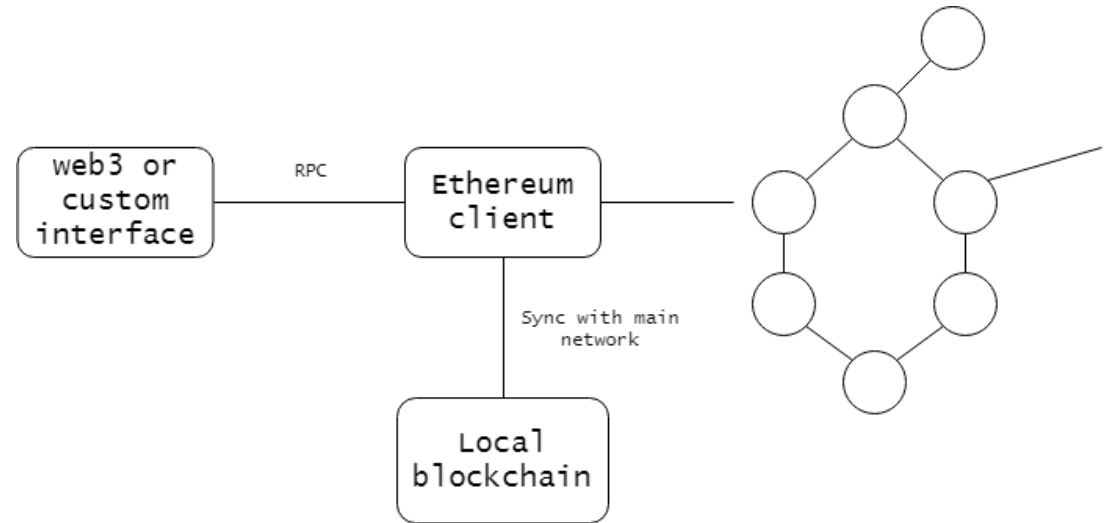 web3 or
custom
interface
RPC
Ethereum
client
Sync with main
network
Local
blockchain